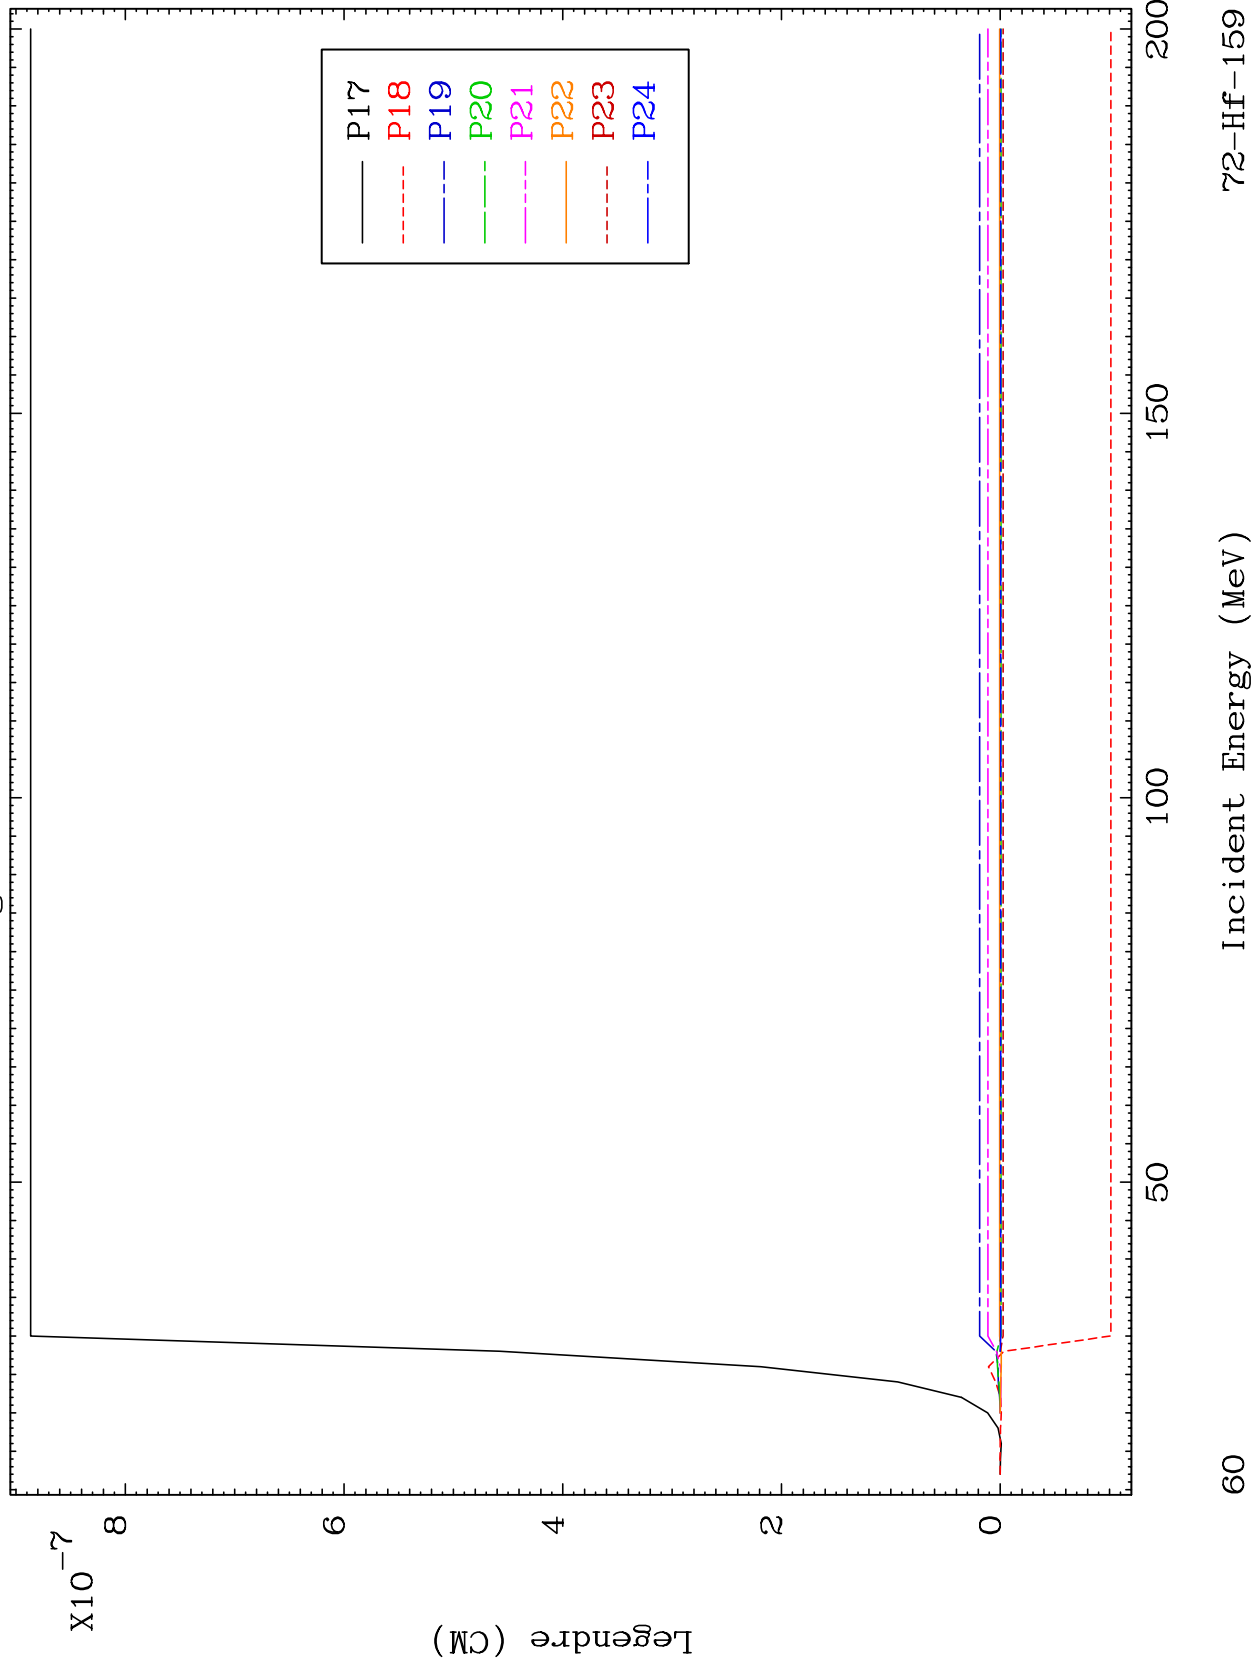 X10-7
8
6
4
2
0
Legendre (CM)
P17
P18
P19
P20
P21
P22
P23
P24
50
100
150
200
Incident Energy (MeV)
60
72-Hf-159